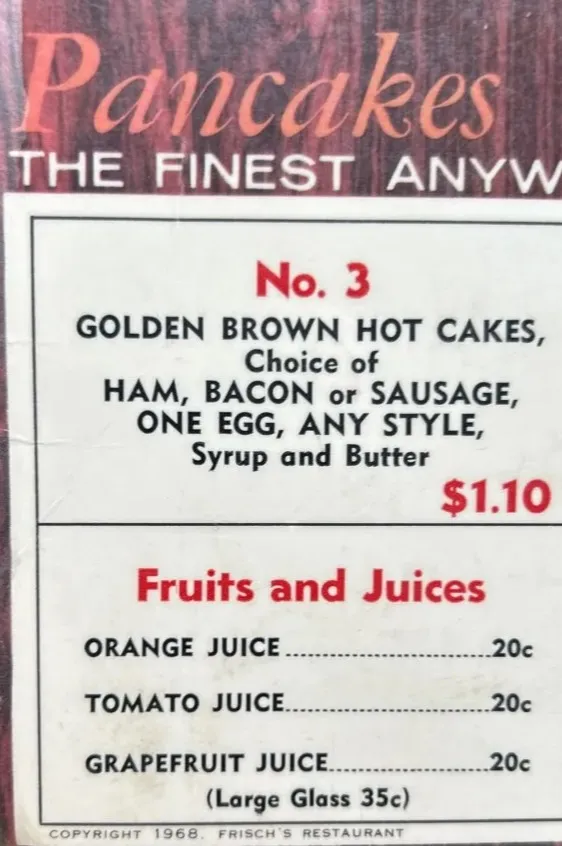 Pancakes
THE FINEST ANYW
No. 3
GOLDEN BROWN HOT CAKES,
Choice of
HAM, BACON or SAUSAGE,
ONE EGG, ANY STYLE,
Syrup and Butter
$1.10
Fruits and Juices
ORANGE JUICE..........................20c
TOMATO JUICE..........................20c
GRAPEFRUIT JUICE....................20c
(Large Glass 35c)
COPYRIGHT 1968. FRISCH'S RESTAURANT